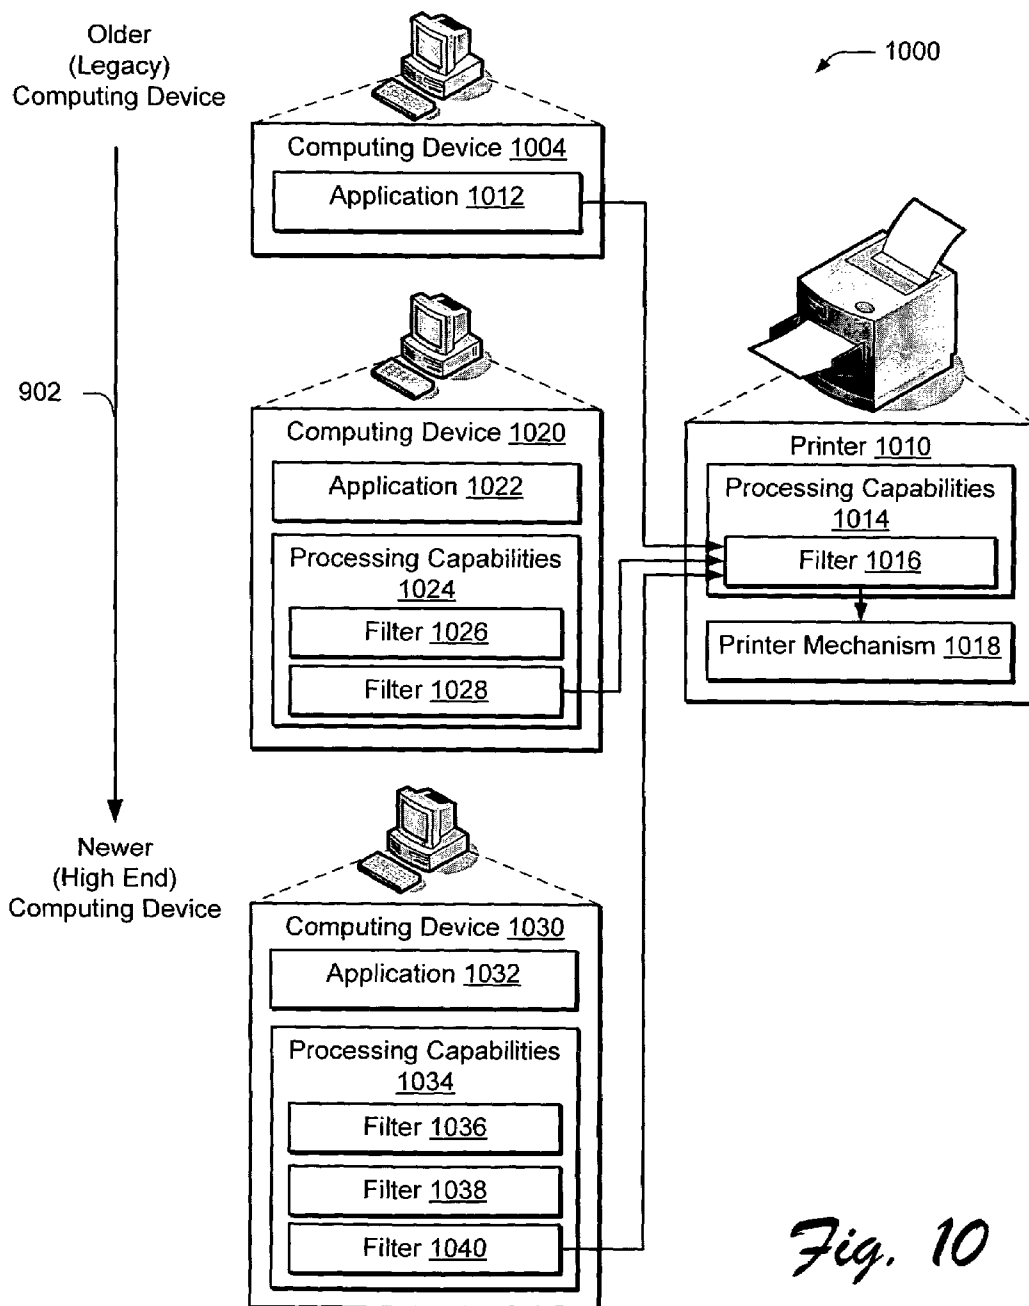 Older
(Legacy)
Computing Device
1000
Computing Device 1004
Application 1012
902
Computing Device 1020
Application 1022
Processing Capabilities
1024
Filter 1026
Filter 1028
Printer 1010
Processing Capabilities
1014
Filter 1016
Printer Mechanism 1018
Newer
(High End)
Computing Device
Computing Device 1030
Application 1032
Processing Capabilities
1034
Filter 1036
Filter 1038
Filter 1040
Fig. 10